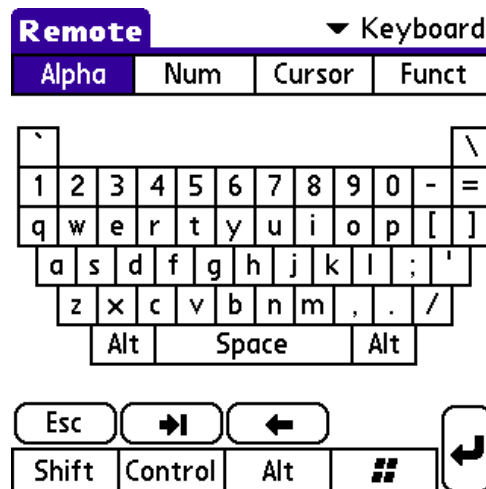 Remote Keyboard
Alpha Num Cursor Funct
` \
1 2 3 4 5 6 7 8 9 0 - =
q w e r t y u i o p [ ]
a s d f g h j k l ; '
z x c v b n m , . /
Alt Space Alt
Esc
Shift Control Alt